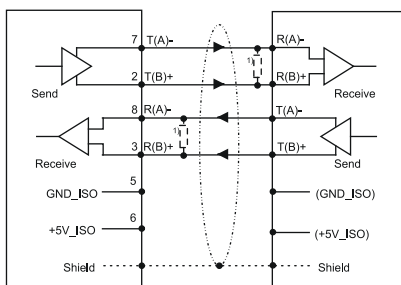 7 T(A)- R(A)-
1)
2 T(B)+ R(B)+
Send Receive
8 R(A)- T(A)-
1)
3 R(B)+ T(B)+
Receive Send
5
GND_ISO (GND_ISO)
6
+5V_ISO (+5V_ISO)
Shield Shield